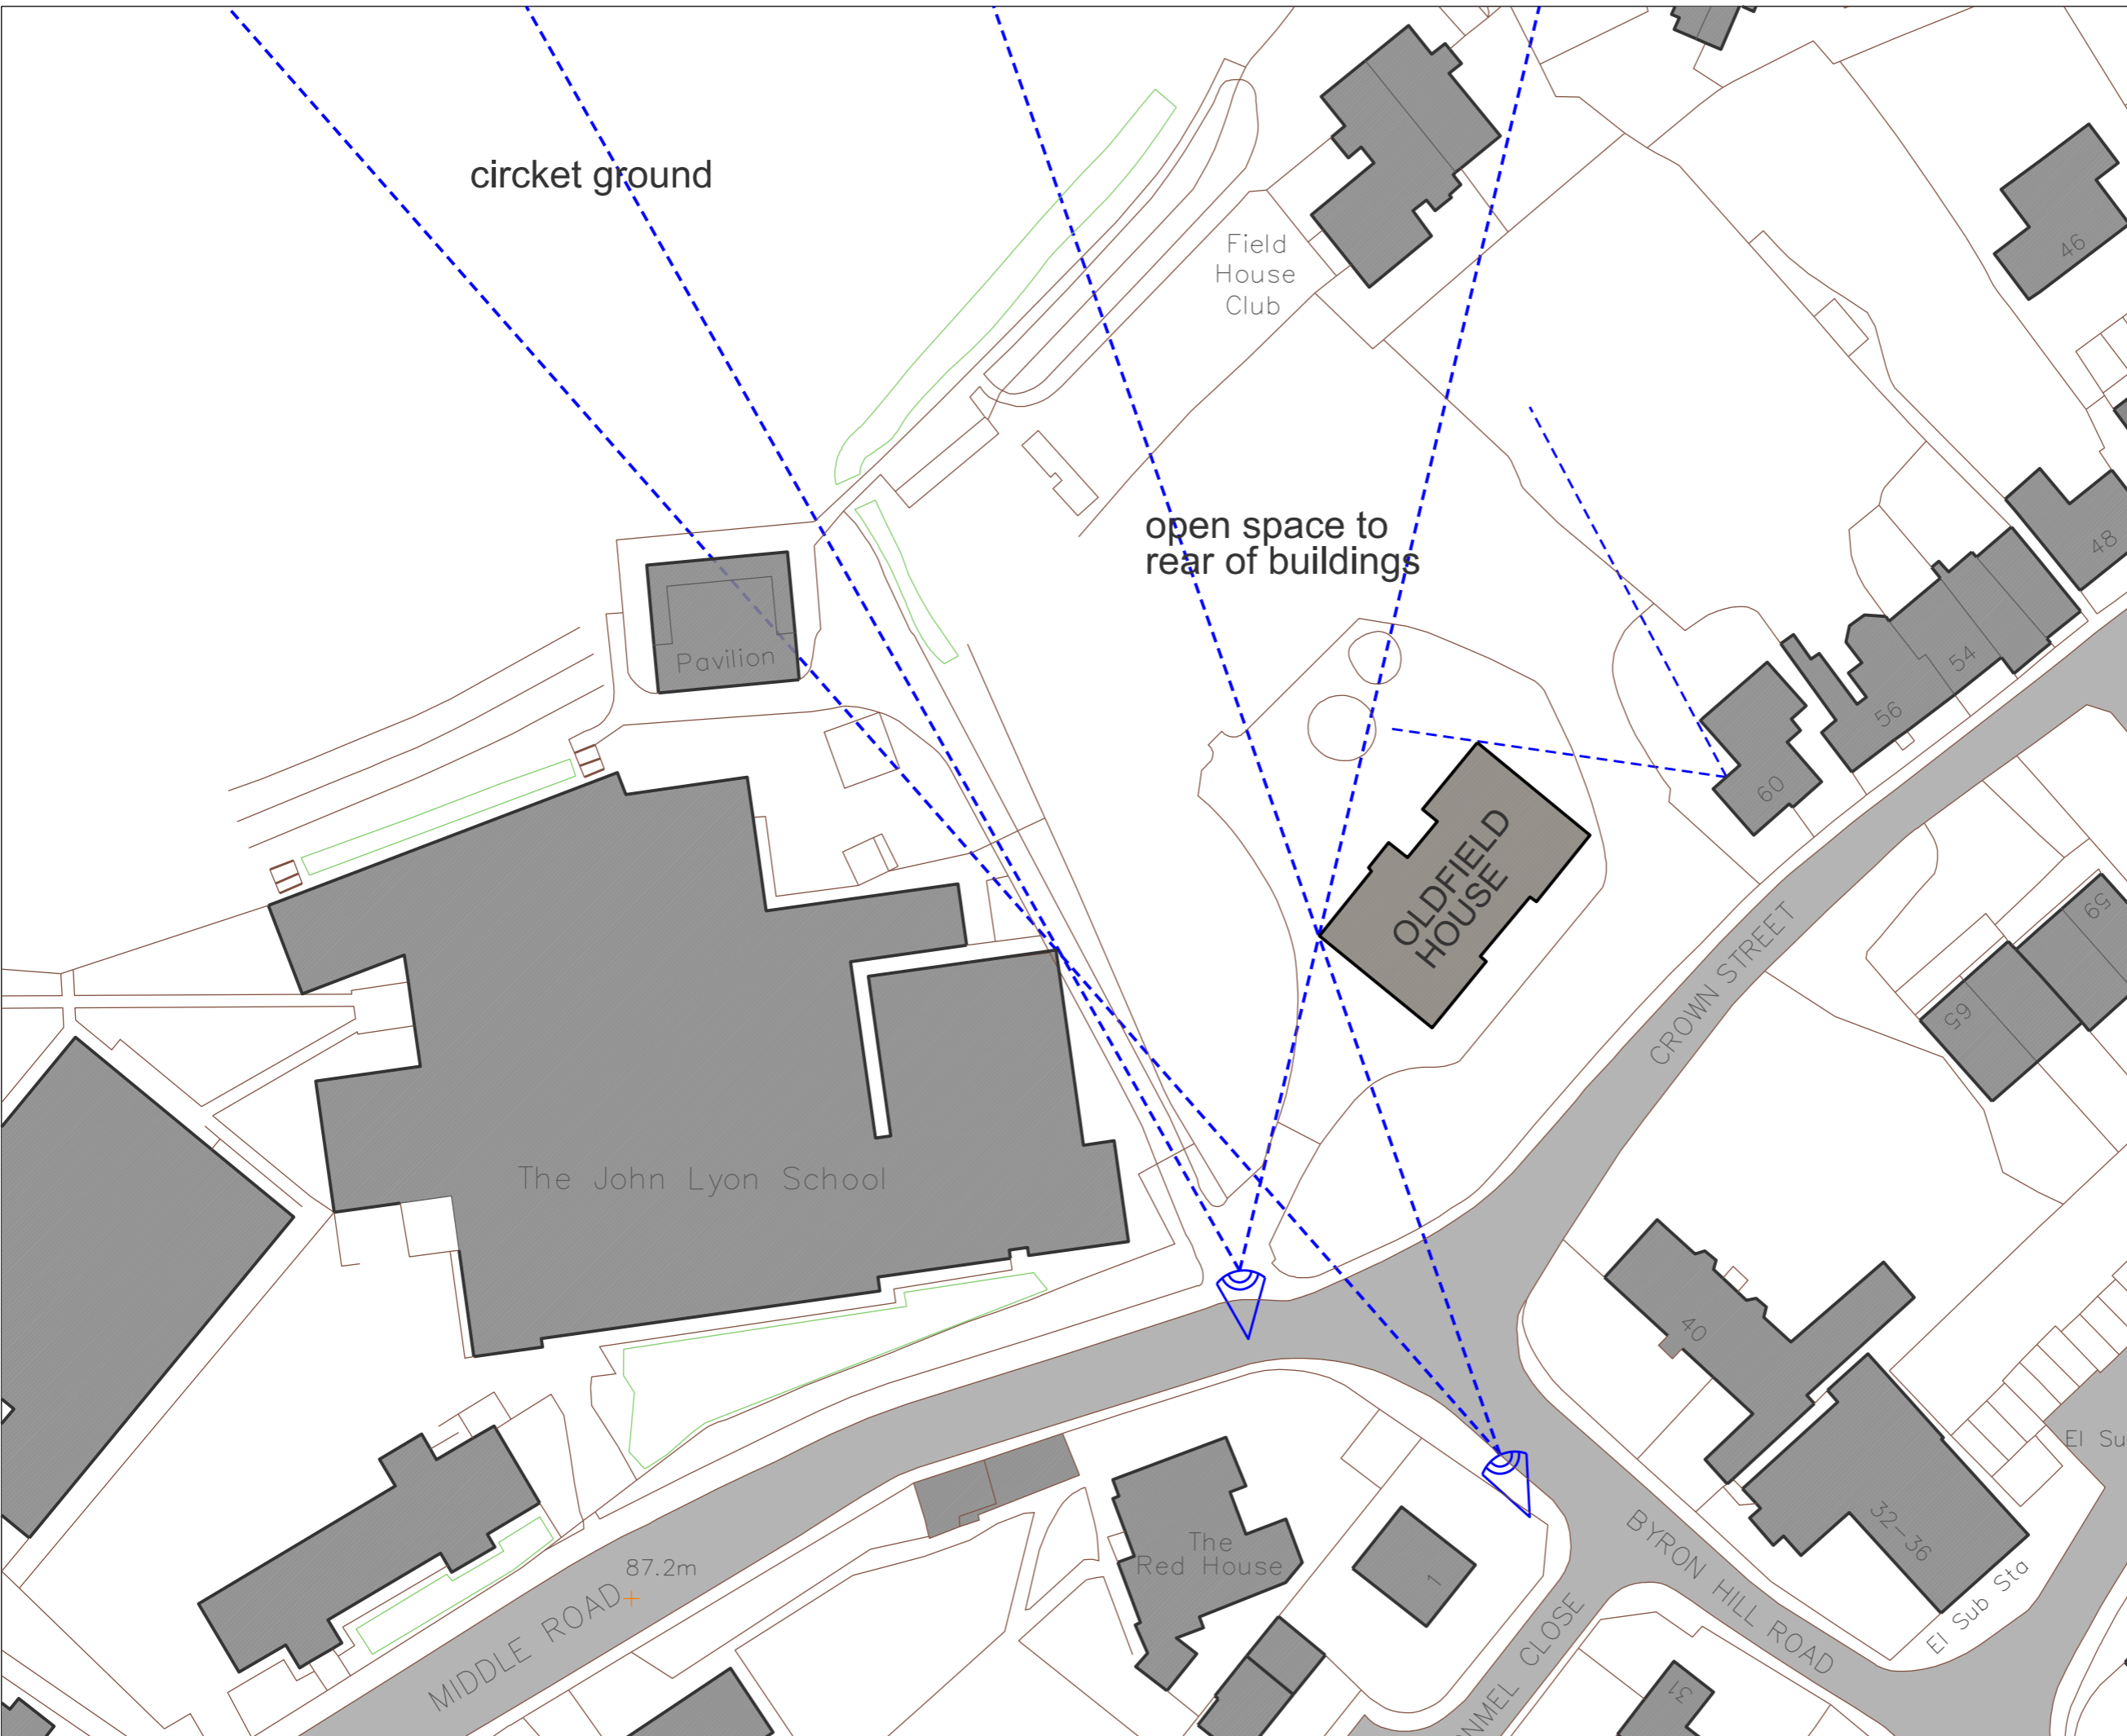 circket ground
Field
House
Club
46
open space to
rear of buildings
48
54
56
60
Pavilion
OLDFIELD
HOUSE
CROWN STREET
59
65
The John Lyon School
40
El Su
32-36
The
Red House
1
87.2m
MIDDLE ROAD
BYRON HILL ROAD
El Sub Sta
NMEL CLOSE
31